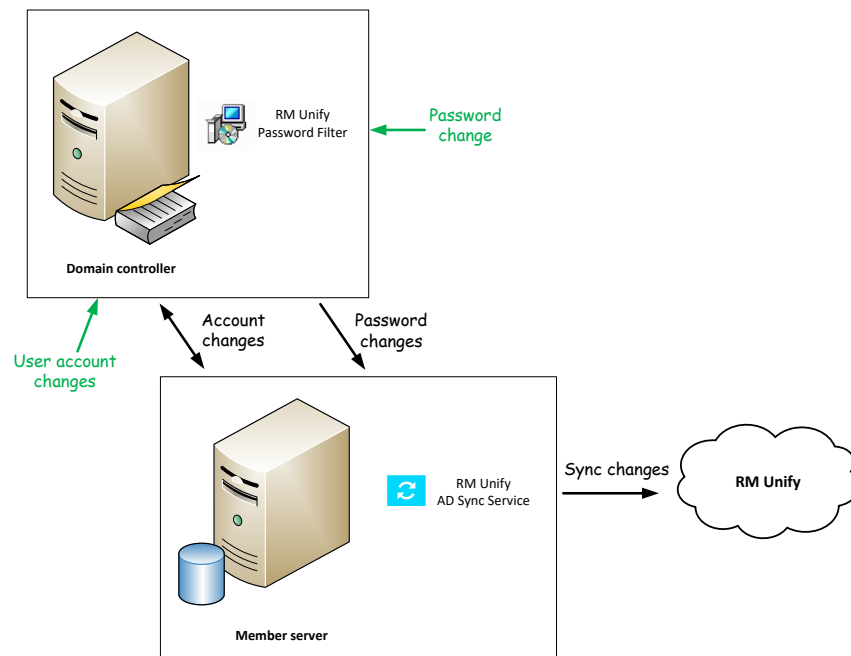 RM Unify
Password Filter
Password
change
Domain controller
Account
changes
Password
changes
User account
changes
RM Unify
AD Sync Service
Sync changes
RM Unify
Member server